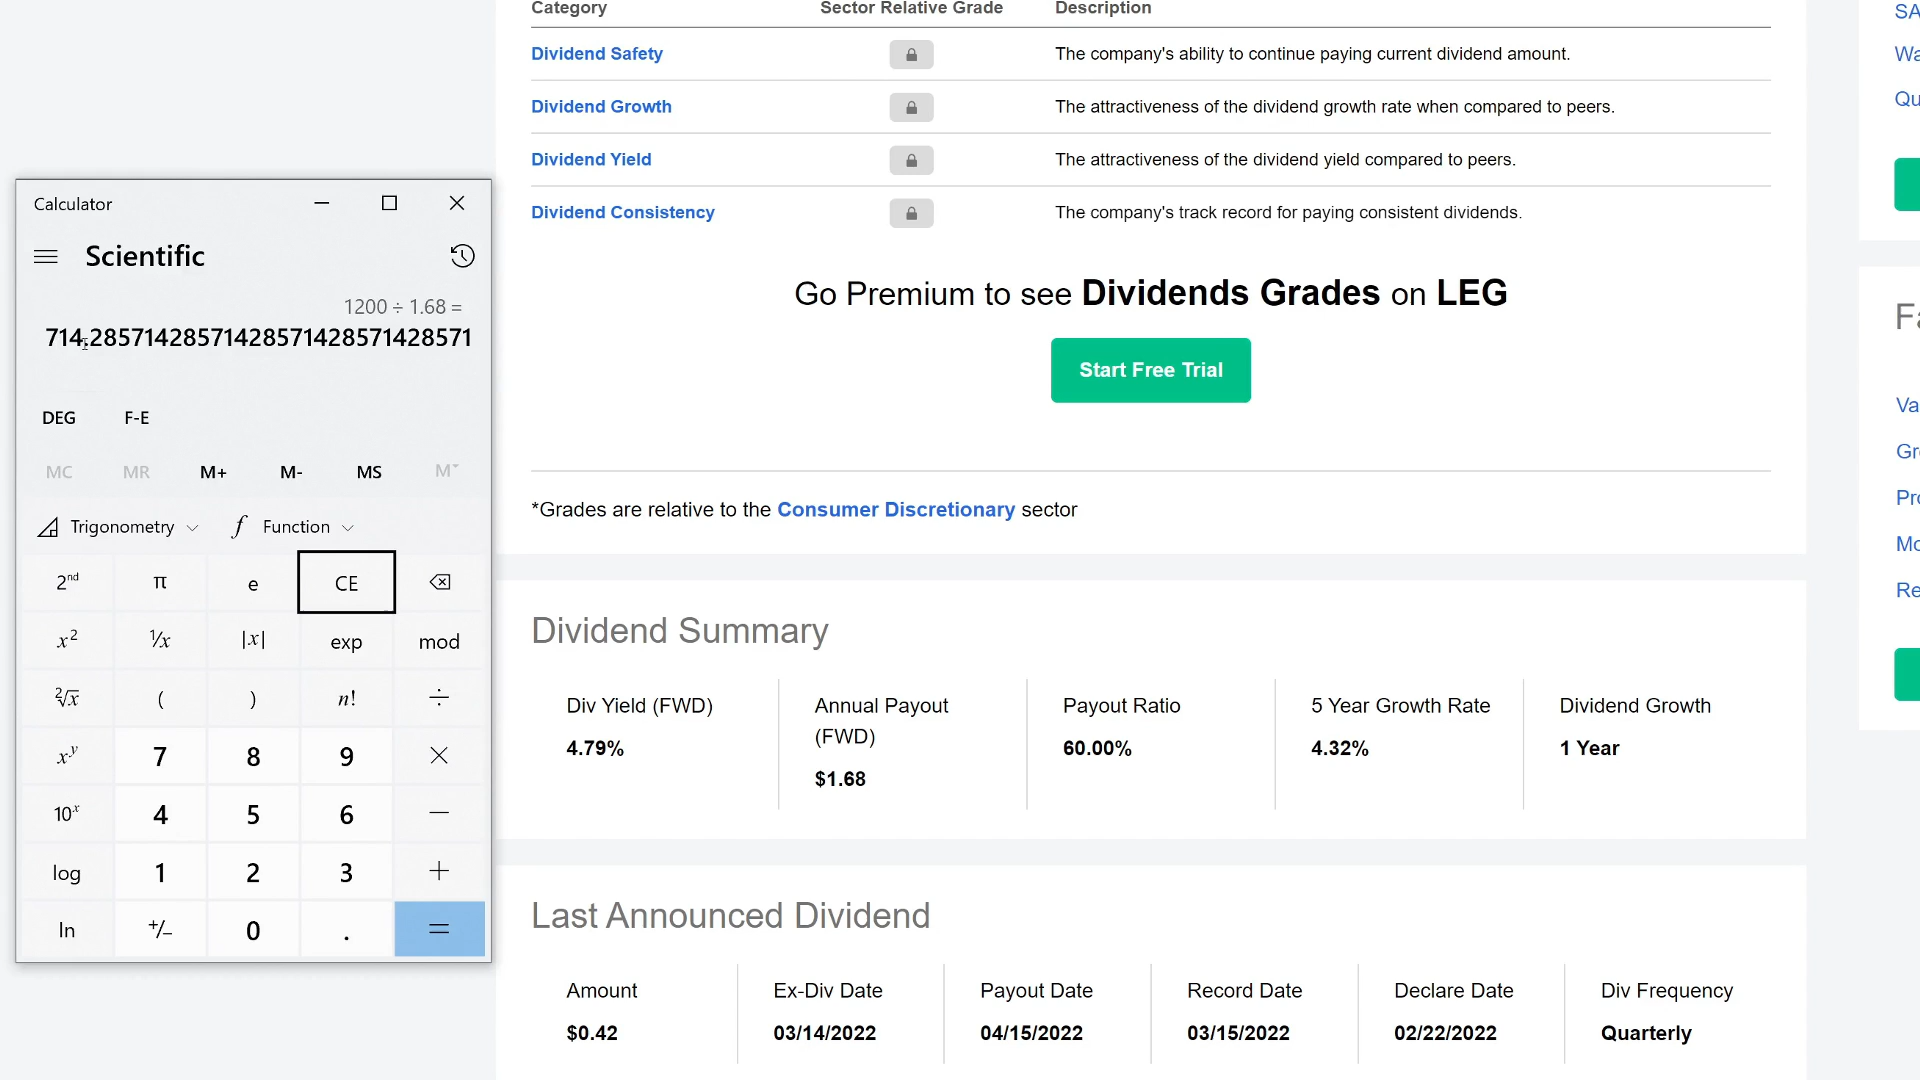 Calculator
Scientific
1200 ÷ 1.68 =
714.28571428571428571428571428571
DEG F-E
MC MR M+ M- MS M˅
Trigonometry f Function
2nd π e CE
x² ⅟x |x| exp mod
²√x ( ) n! ÷
xʸ 7 8 9 ×
10ˣ 4 5 6 −
log 1 2 3 +
ln +/− 0 . =
Category Sector Relative Grade Description
Dividend Safety The company's ability to continue paying current dividend amount.
Dividend Growth The attractiveness of the dividend growth rate when compared to peers.
Dividend Yield The attractiveness of the dividend yield compared to peers.
Dividend Consistency The company's track record for paying consistent dividends.
Go Premium to see Dividends Grades on LEG
Start Free Trial
*Grades are relative to the Consumer Discretionary sector
Dividend Summary
Div Yield (FWD)
4.79%
Annual Payout
(FWD)
$1.68
Payout Ratio
60.00%
5 Year Growth Rate
4.32%
Dividend Growth
1 Year
Last Announced Dividend
Amount
$0.42
Ex-Div Date
03/14/2022
Payout Date
04/15/2022
Record Date
03/15/2022
Declare Date
02/22/2022
Div Frequency
Quarterly